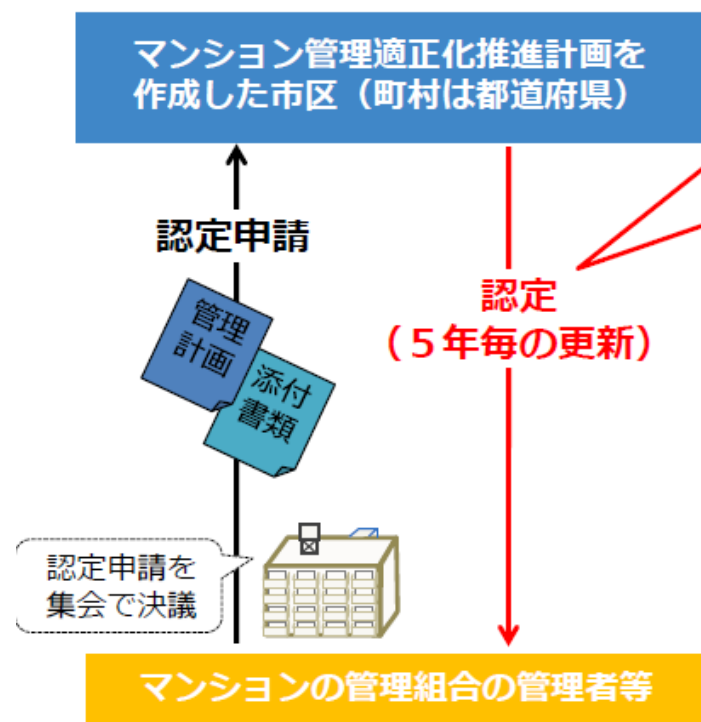 マンション管理適正化推進計画を
作成した市区（町村は都道府県）
認定申請
管理
計画
添付
書類
認定
（５年毎の更新）
認定申請を
集会で決議
マンションの管理組合の管理者等